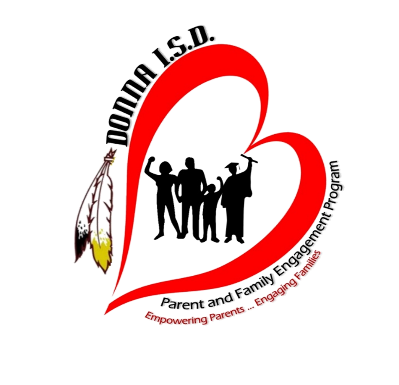 DONNA I.S.D.
Parent and Family Engagement Program
Empowering Parents ... Engaging Families